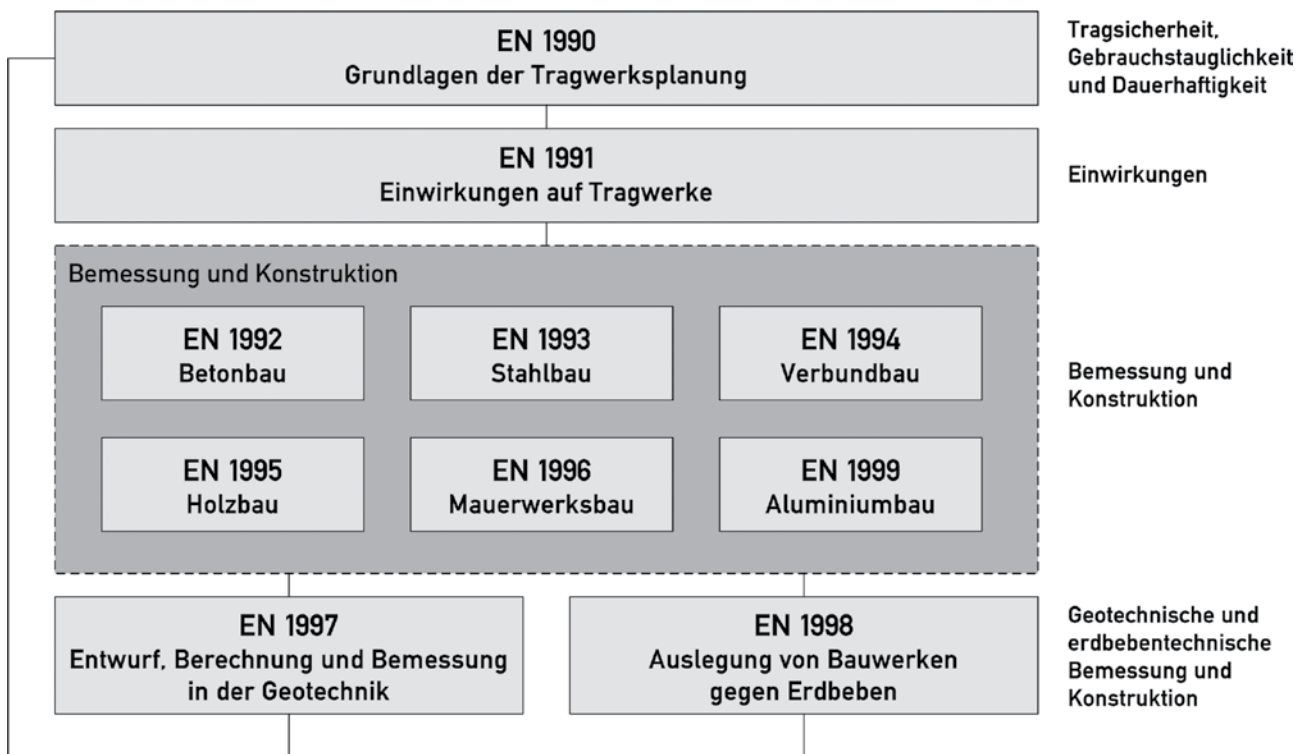 EN 1990
Grundlagen der Tragwerksplanung
Tragsicherheit,
Gebrauchstauglichkeit
und Dauerhaftigkeit
EN 1991
Einwirkungen auf Tragwerke
Einwirkungen
Bemessung und Konstruktion
EN 1992
Betonbau
EN 1993
Stahlbau
EN 1994
Verbundbau
EN 1995
Holzbau
EN 1996
Mauerwerksbau
EN 1999
Aluminiumbau
Bemessung und
Konstruktion
EN 1997
Entwurf, Berechnung und Bemessung
in der Geotechnik
EN 1998
Auslegung von Bauwerken
gegen Erdbeben
Geotechnische und
erdbebentechnische
Bemessung und
Konstruktion